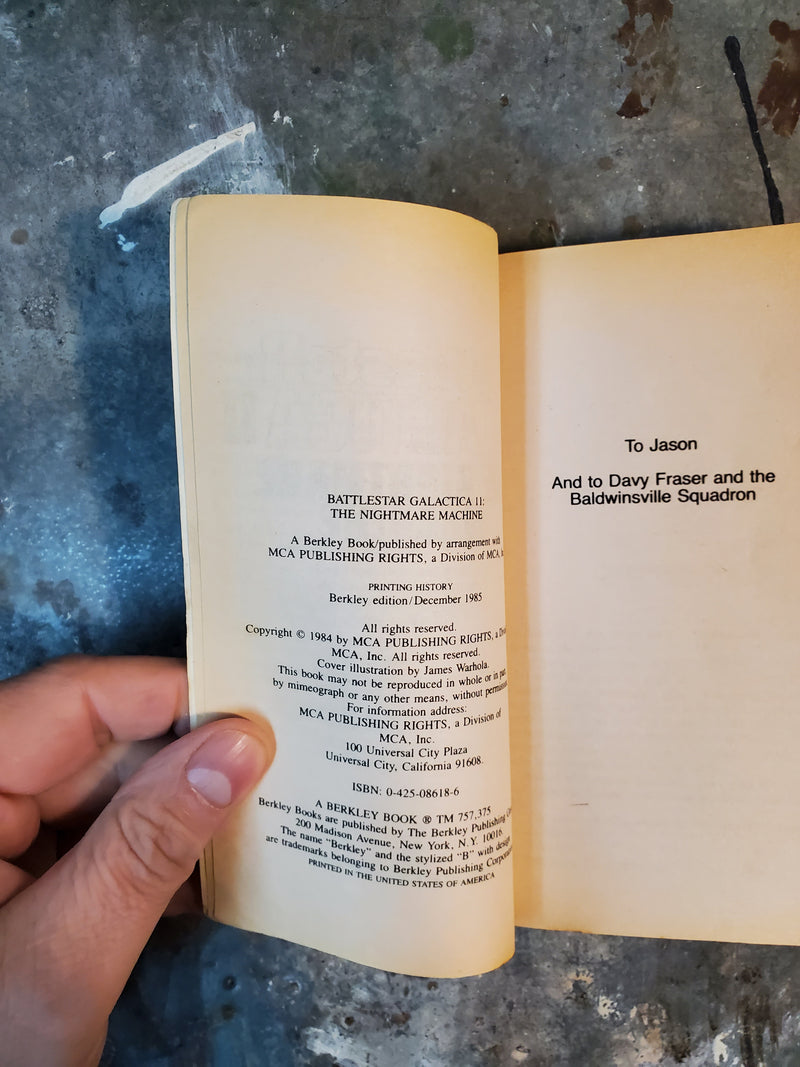 BATTLESTAR GALACTICA 11:
THE NIGHTMARE MACHINE
A Berkley Book/published by arrangement with
MCA PUBLISHING RIGHTS, a Division of MCA,
PRINTING HISTORY
Berkley edition/December 1985
All rights reserved.
Copyright © 1984 by MCA PUBLISHING RIGHTS, a
MCA, Inc. All rights reserved.
Cover illustration by James Warhola.
This book may not be reproduced in whole or in part,
by mimeograph or any other means, without
For information address:
MCA PUBLISHING RIGHTS, a Division of
MCA, Inc.
100 Universal City Plaza
Universal City, California 91608.
ISBN: 0-425-08618-6
A BERKLEY BOOK ® TM 757,375
Berkley Books are published by The Berkley Publishing
200 Madison Avenue, New York, N.Y. 10016.
The name "Berkley" and the stylized "B" with design
are trademarks belonging to Berkley Publishing
PRINTED IN THE UNITED STATES OF AMERICA
To Jason
And to Davy Fraser and the
Baldwinsville Squadron